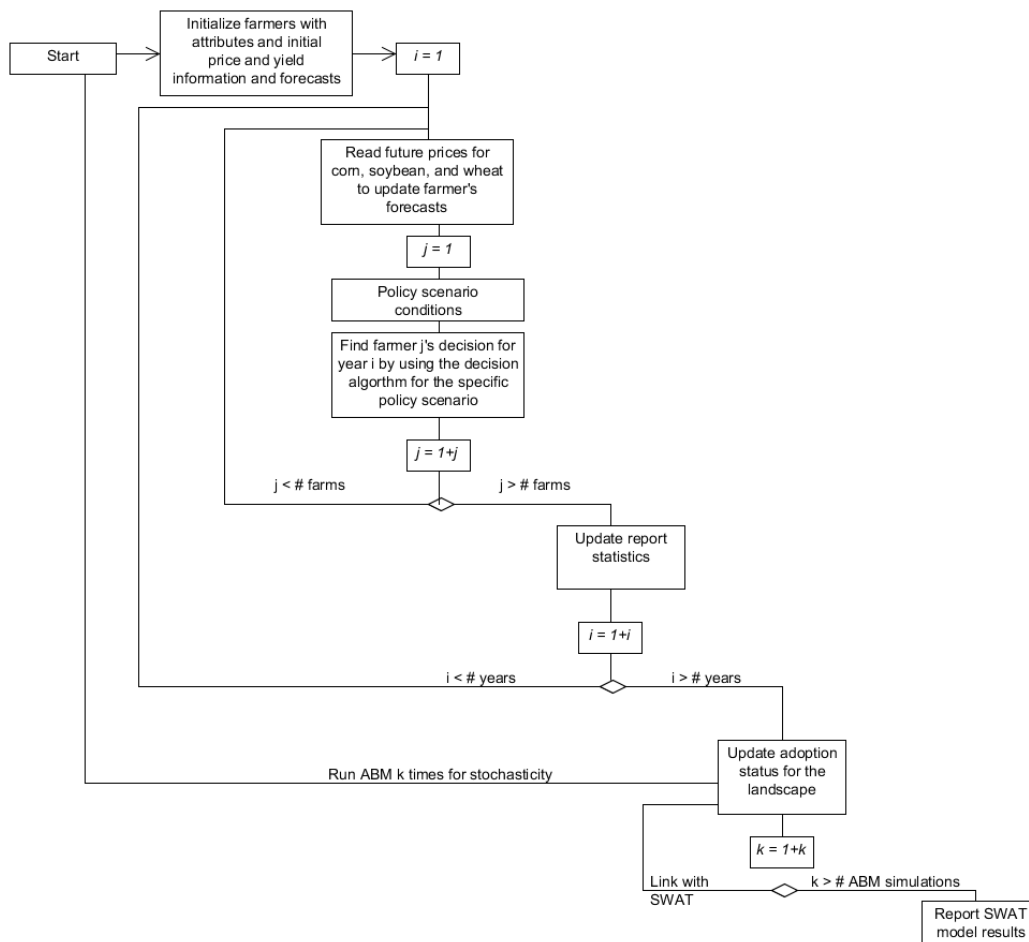 Start
Initialize farmers with
attributes and initial
price and yield
information and forecasts
i = 1
Read future prices for
corn, soybean, and wheat
to update farmer's
forecasts
j = 1
Policy scenario
conditions
Find farmer j's decision for
year i by using the decision
algorthm for the specific
policy scenario
j = 1+j
j < # farms
j > # farms
Update report
statistics
i = 1+i
i < # years
i > # years
Update adoption
status for the
landscape
Run ABM k times for stochasticity
k = 1+k
Link with
SWAT
k > # ABM simulations
Report SWAT
model results